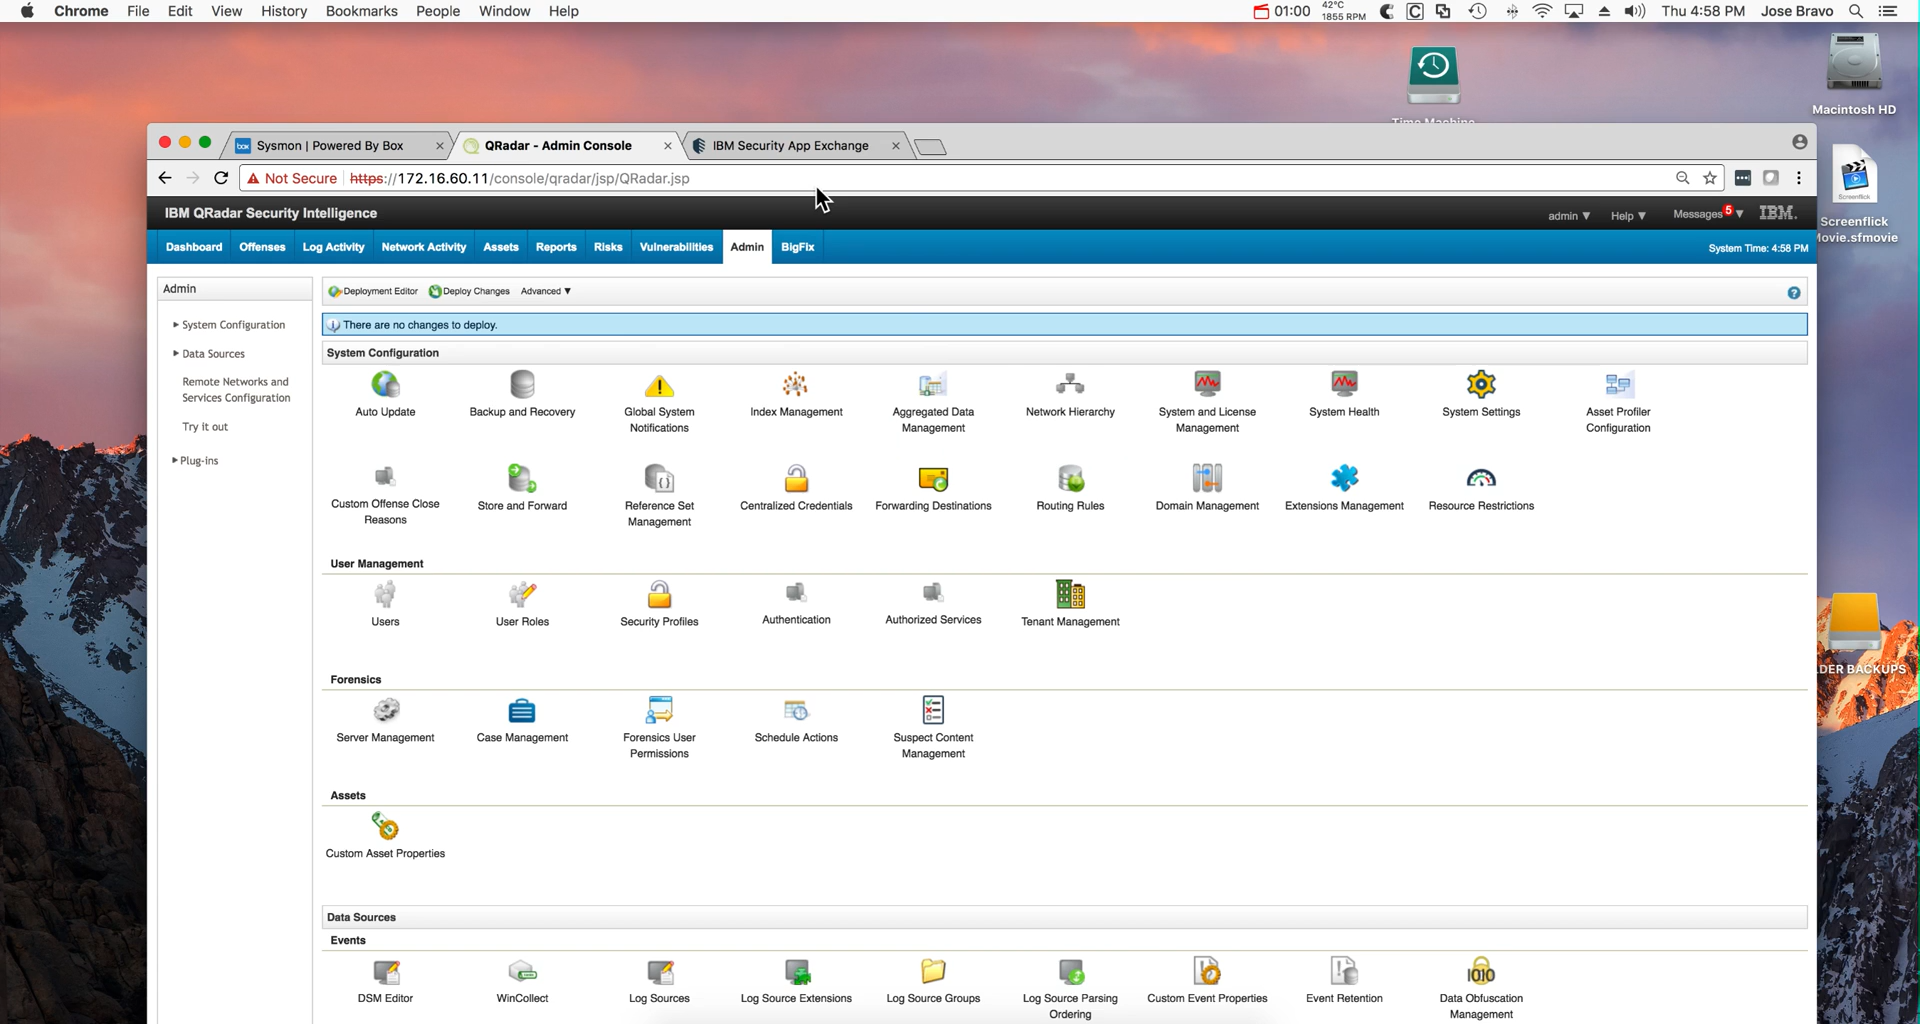 Chrome File Edit View History Bookmarks People Window Help
01:00 42°C 1855 RPM Thu 4:58 PM Jose Bravo
Macintosh HD
Time Machine
Screenflick
Screenflick
Movie.sfmovie
DER BACKUPS
box Sysmon | Powered By Box × QRadar - Admin Console × IBM Security App Exchange ×
Not Secure https://172.16.60.11/console/qradar/jsp/QRadar.jsp
IBM QRadar Security Intelligence
admin ▼ Help ▼ Messages 5 ▼ IBM.
Dashboard Offenses Log Activity Network Activity Assets Reports Risks Vulnerabilities Admin BigFix
System Time: 4:58 PM
Admin
System Configuration
Data Sources
Remote Networks and
Services Configuration
Try it out
Plug-ins
Deployment Editor Deploy Changes Advanced ▼
There are no changes to deploy.
System Configuration
Auto Update
Backup and Recovery
Global System
Notifications
Index Management
Aggregated Data
Management
Network Hierarchy
System and License
Management
System Health
System Settings
Asset Profiler
Configuration
Custom Offense Close
Reasons
Store and Forward
Reference Set
Management
Centralized Credentials
Forwarding Destinations
Routing Rules
Domain Management
Extensions Management
Resource Restrictions
User Management
Users
User Roles
Security Profiles
Authentication
Authorized Services
Tenant Management
Forensics
Server Management
Case Management
Forensics User
Permissions
Schedule Actions
Suspect Content
Management
Assets
Custom Asset Properties
Data Sources
Events
DSM Editor
WinCollect
Log Sources
Log Source Extensions
Log Source Groups
Log Source Parsing
Ordering
Custom Event Properties
Event Retention
Data Obfuscation
Management